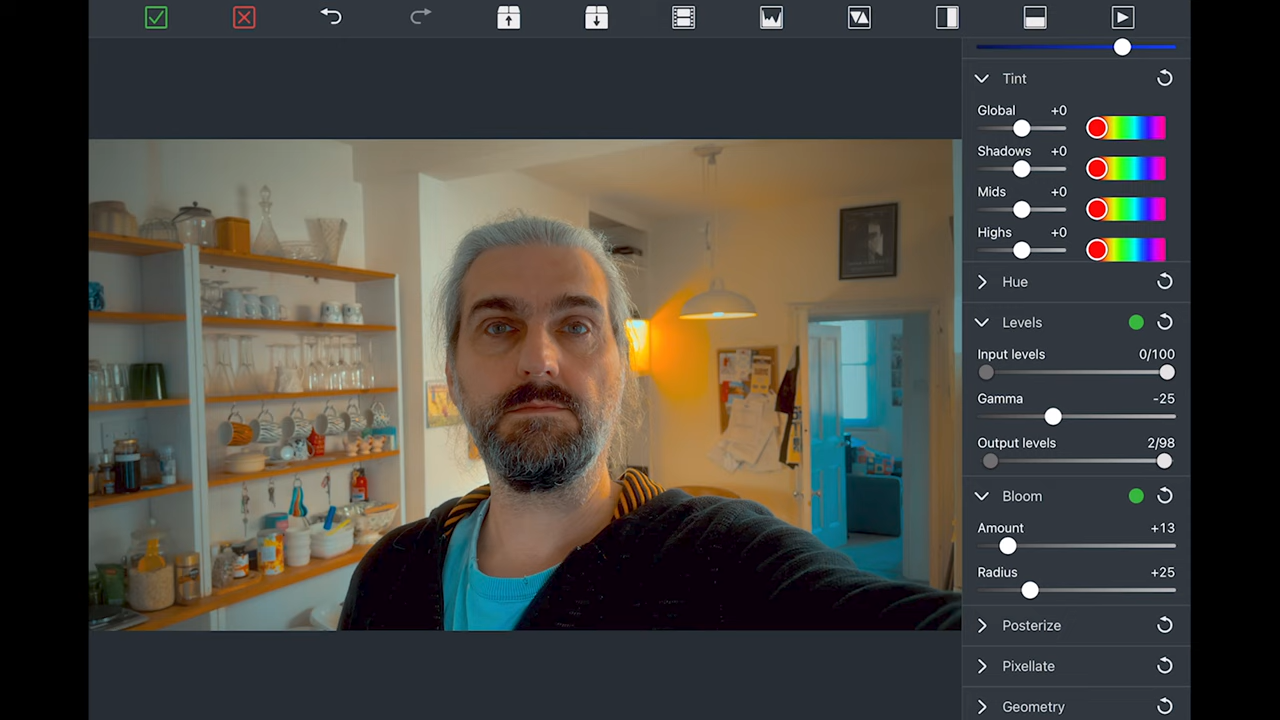 Tint
Global +0
Shadows +0
Mids +0
Highs +0
Hue
Levels
Input levels 0/100
Gamma -25
Output levels 2/98
Bloom
Amount +13
Radius +25
Posterize
Pixellate
Geometry